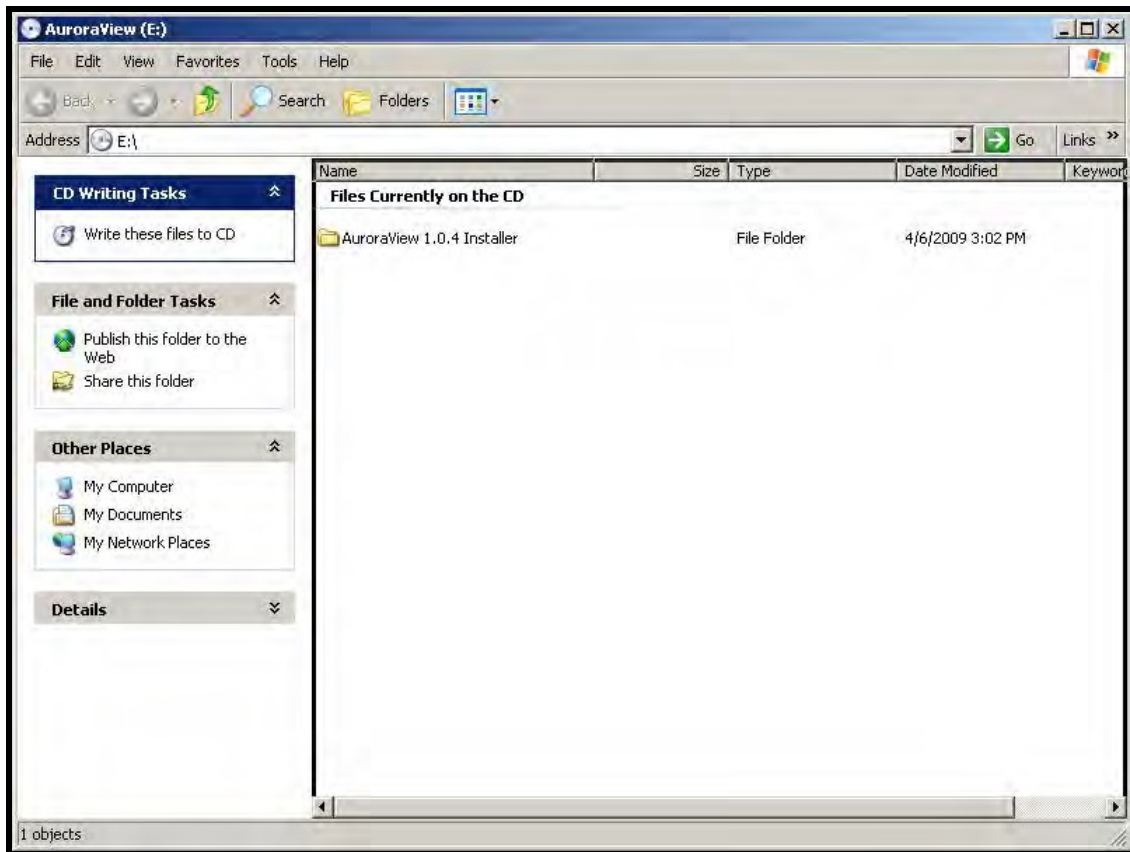 AuroraView (E:)
File Edit View Favorites Tools Help
Back Search Folders
Address E:\ Go Links »
Name Size Type Date Modified Keywor
CD Writing Tasks
Write these files to CD
File and Folder Tasks
Publish this folder to the
Web
Share this folder
Other Places
My Computer
My Documents
My Network Places
Details
Files Currently on the CD
AuroraView 1.0.4 Installer File Folder 4/6/2009 3:02 PM
1 objects